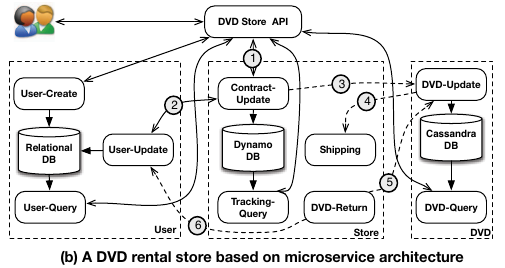 DVD Store API
1
User-Create
Contract-
Update
3
DVD-Update
2
4
Relational
DB
User-Update
Dynamo
DB
Shipping
Cassandra
DB
5
User-Query
Tracking-
Query
DVD-Return
DVD-Query
6
User
Store
DVD
(b) A DVD rental store based on microservice architecture